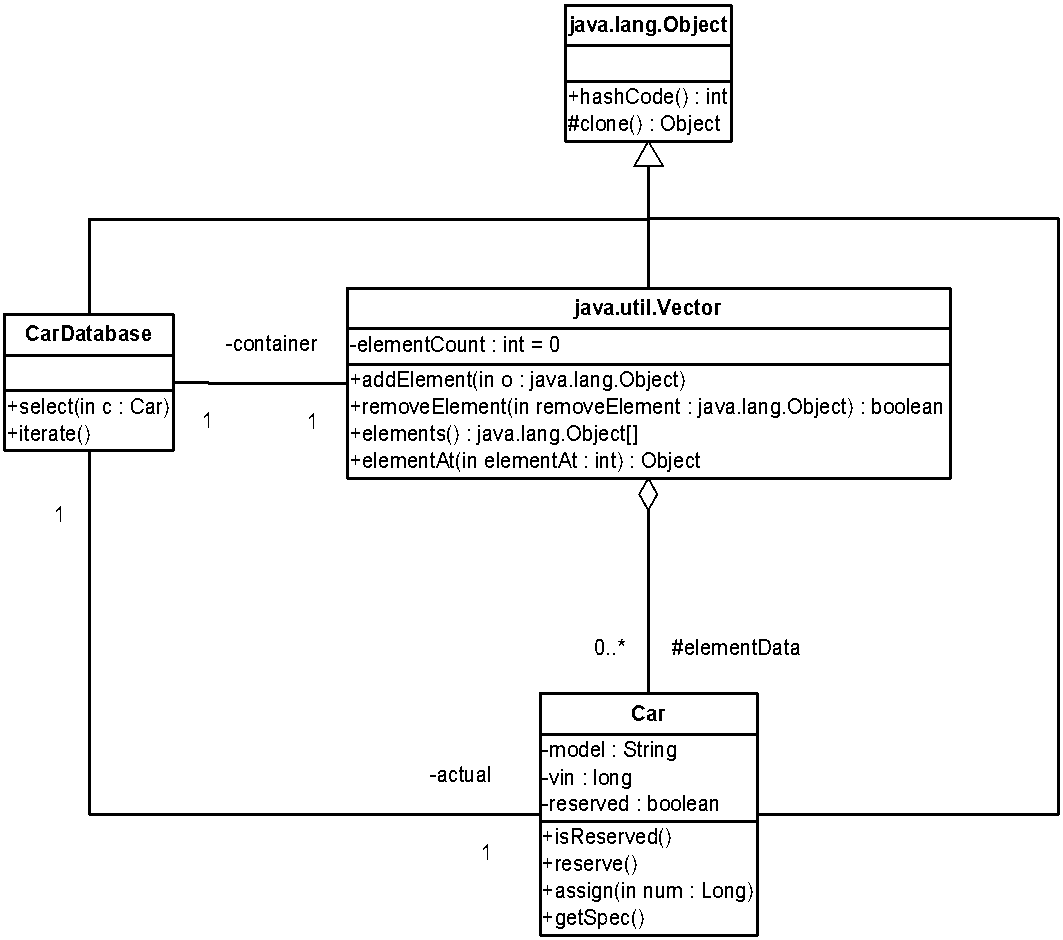 java.lang.Object
+hashCode() : int
#clone() : Object
CarDatabase
+select(in c : Car)
+iterate()
-container
1
1
java.util.Vector
-elementCount : int = 0
+addElement(in o : java.lang.Object)
+removeElement(in removeElement : java.lang.Object) : boolean
+elements() : java.lang.Object[]
+elementAt(in elementAt : int) : Object
1
0..*
#elementData
-actual
1
Car
-model : String
-vin : long
-reserved : boolean
+isReserved()
+reserve()
+assign(in num : Long)
+getSpec()